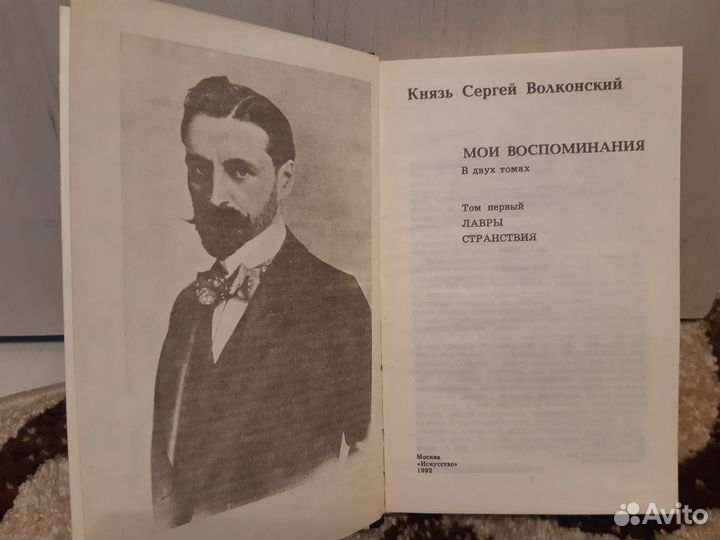 Князь Сергей Волконский
МОИ ВОСПОМИНАНИЯ
В двух томах
Том первый
ЛАВРЫ
СТРАНСТВИЯ
Москва
«Искусство»
1992
Avito